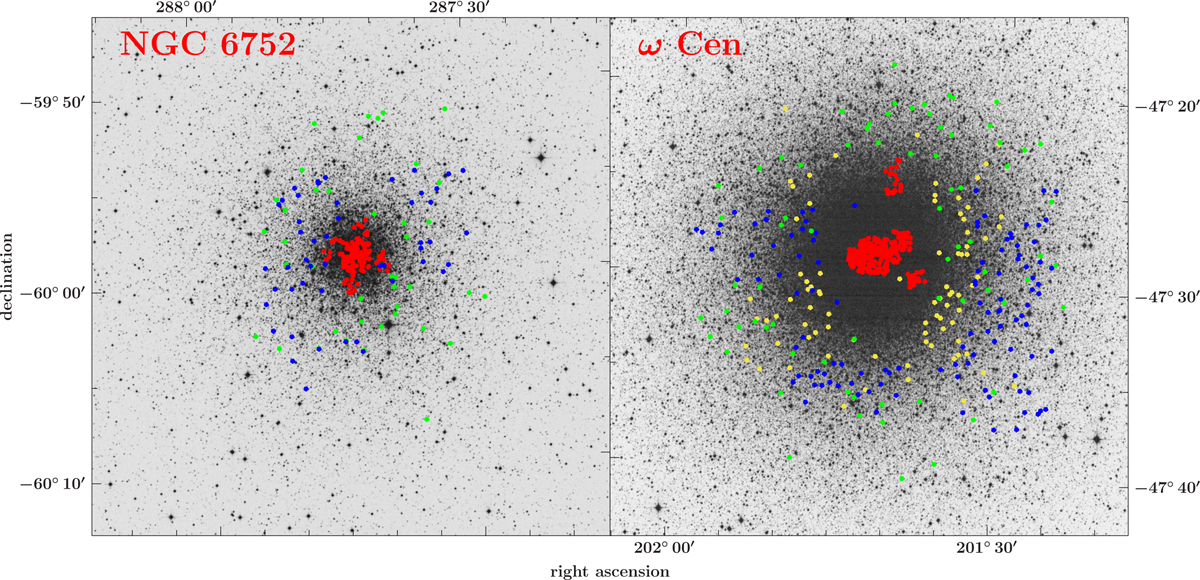 288° 00′ 287° 30′
NGC 6752
ω Cen
−59° 50′
−60° 00′
−60° 10′
declination
−47° 20′
−47° 30′
−47° 40′
202° 00′ 201° 30′
right ascension